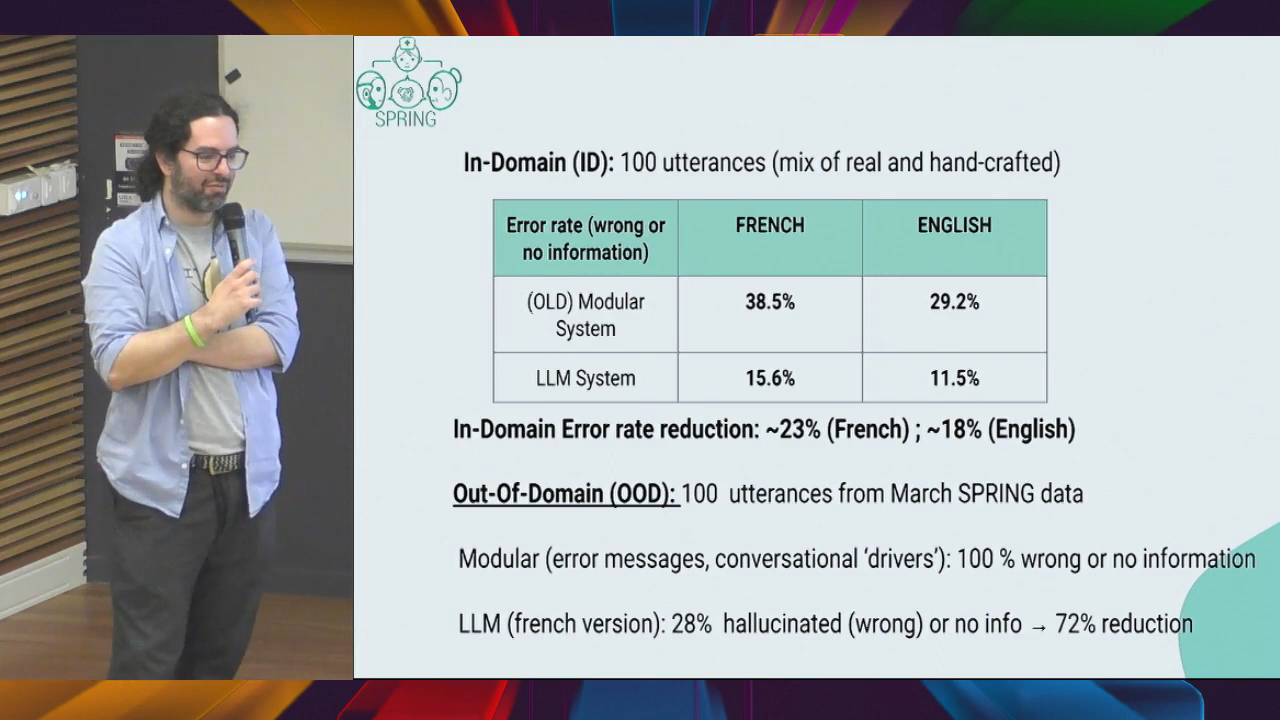 SPRING
In-Domain (ID): 100 utterances (mix of real and hand-crafted)
Error rate (wrong or
no information)
FRENCH
ENGLISH
(OLD) Modular
System
38.5%
29.2%
LLM System
15.6%
11.5%
In-Domain Error rate reduction: ~23% (French) ; ~18% (English)
Out-Of-Domain (OOD): 100 utterances from March SPRING data
Modular (error messages, conversational ‘drivers’): 100 % wrong or no information
LLM (french version): 28% hallucinated (wrong) or no info → 72% reduction